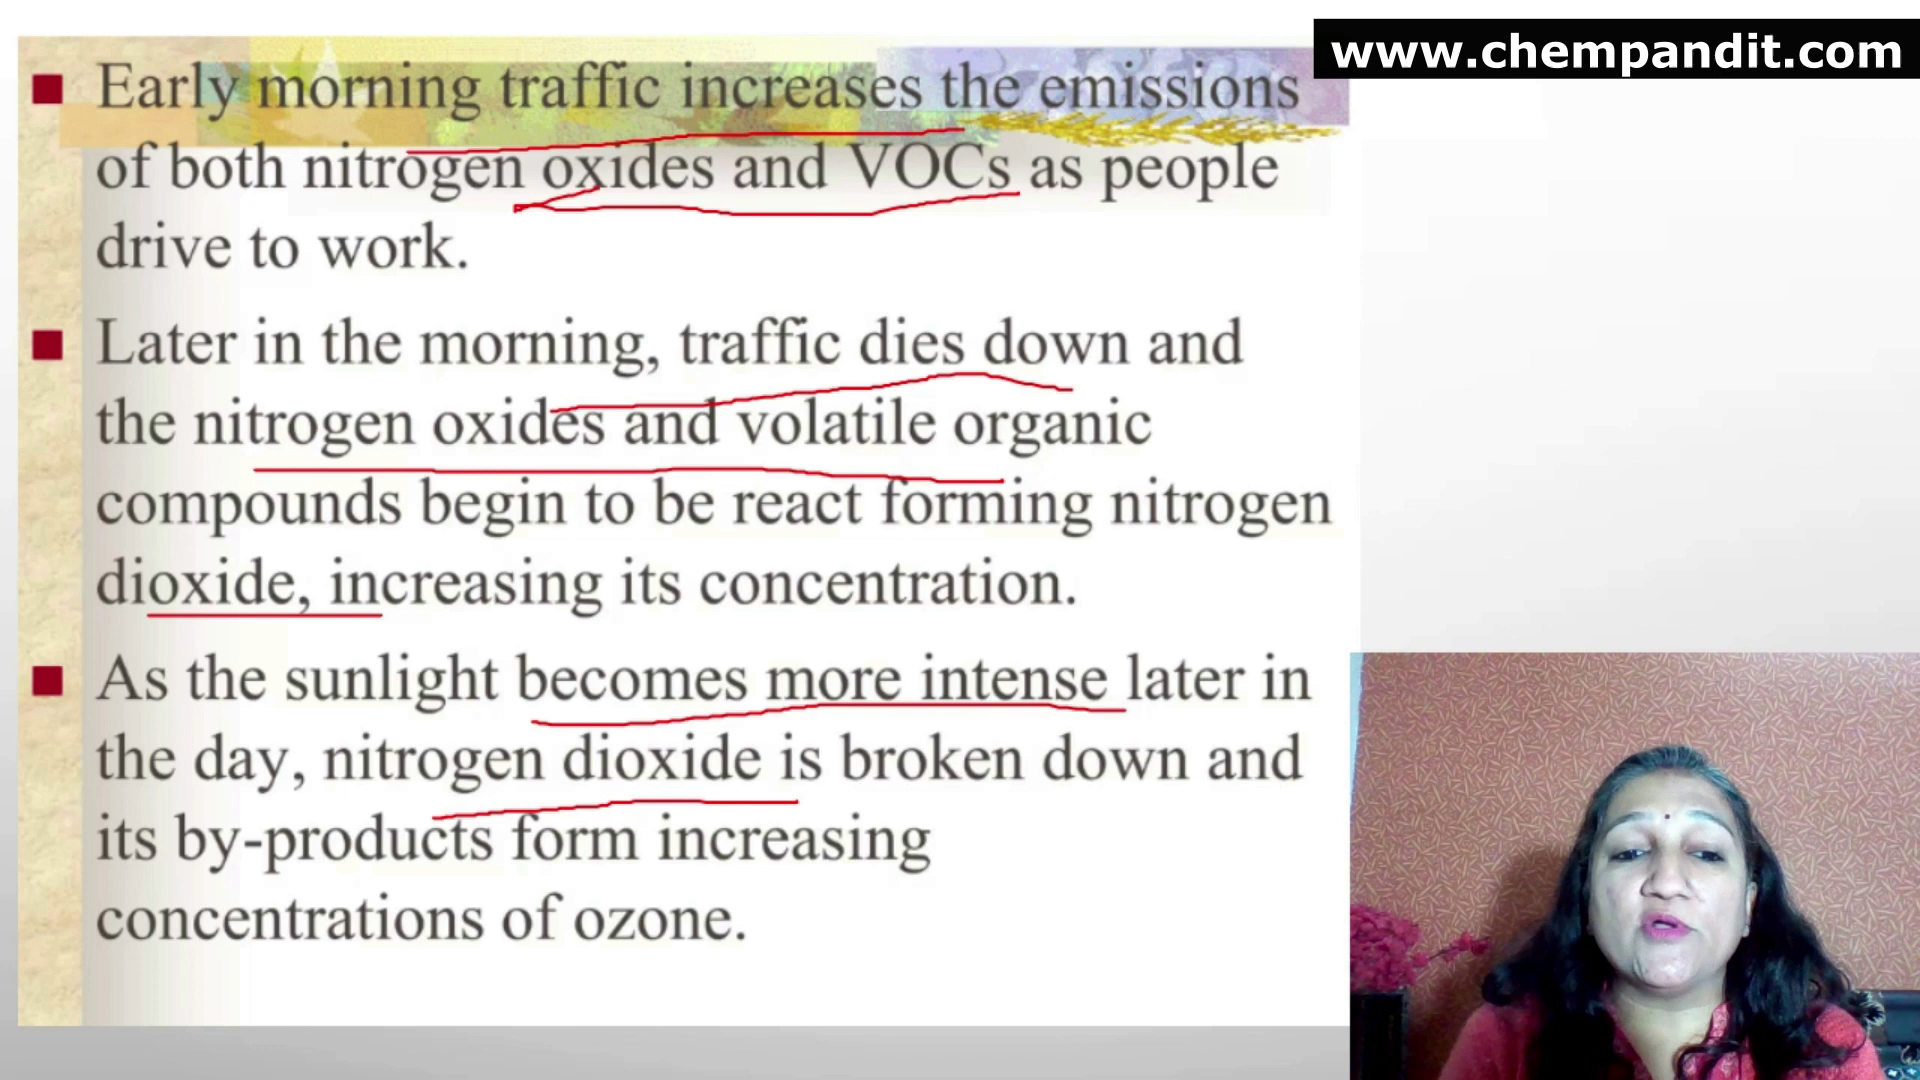 www.chempandit.com
Early morning traffic increases the emissions
of both nitrogen oxides and VOCs as people
drive to work.
Later in the morning, traffic dies down and
the nitrogen oxides and volatile organic
compounds begin to be react forming nitrogen
dioxide, increasing its concentration.
As the sunlight becomes more intense later in
the day, nitrogen dioxide is broken down and
its by-products form increasing
concentrations of ozone.